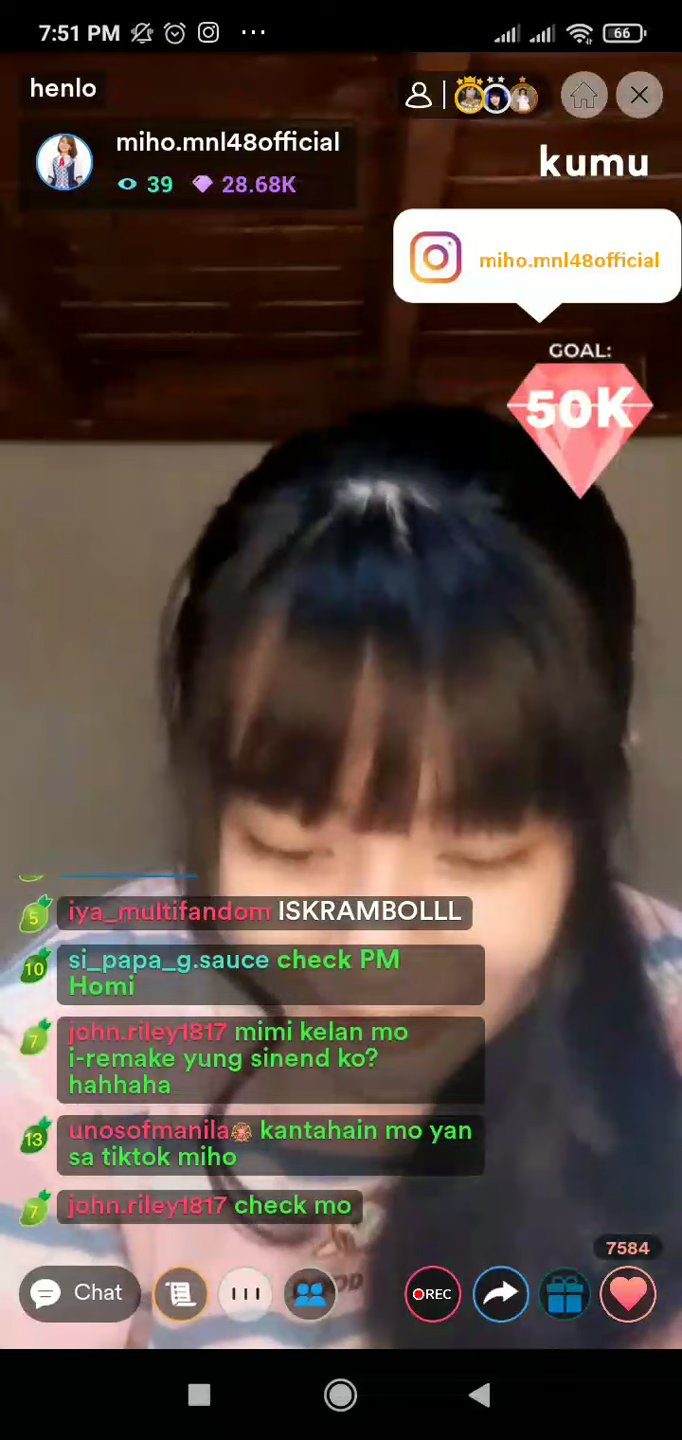 7:51 PM
66
henlo
miho.mnl48official
39 28.68K
kumu
miho.mnl48official
GOAL:
50K
5 iya_multifandom ISKRAMBOLLL
10 si_papa_g.sauce check PM
Homi
7 john.riley1817 mimi kelan mo
i-remake yung sinend ko?
hahhaha
13 unosofmanila kantahain mo yan
sa tiktok miho
7 john.riley1817 check mo
7584
Chat
REC